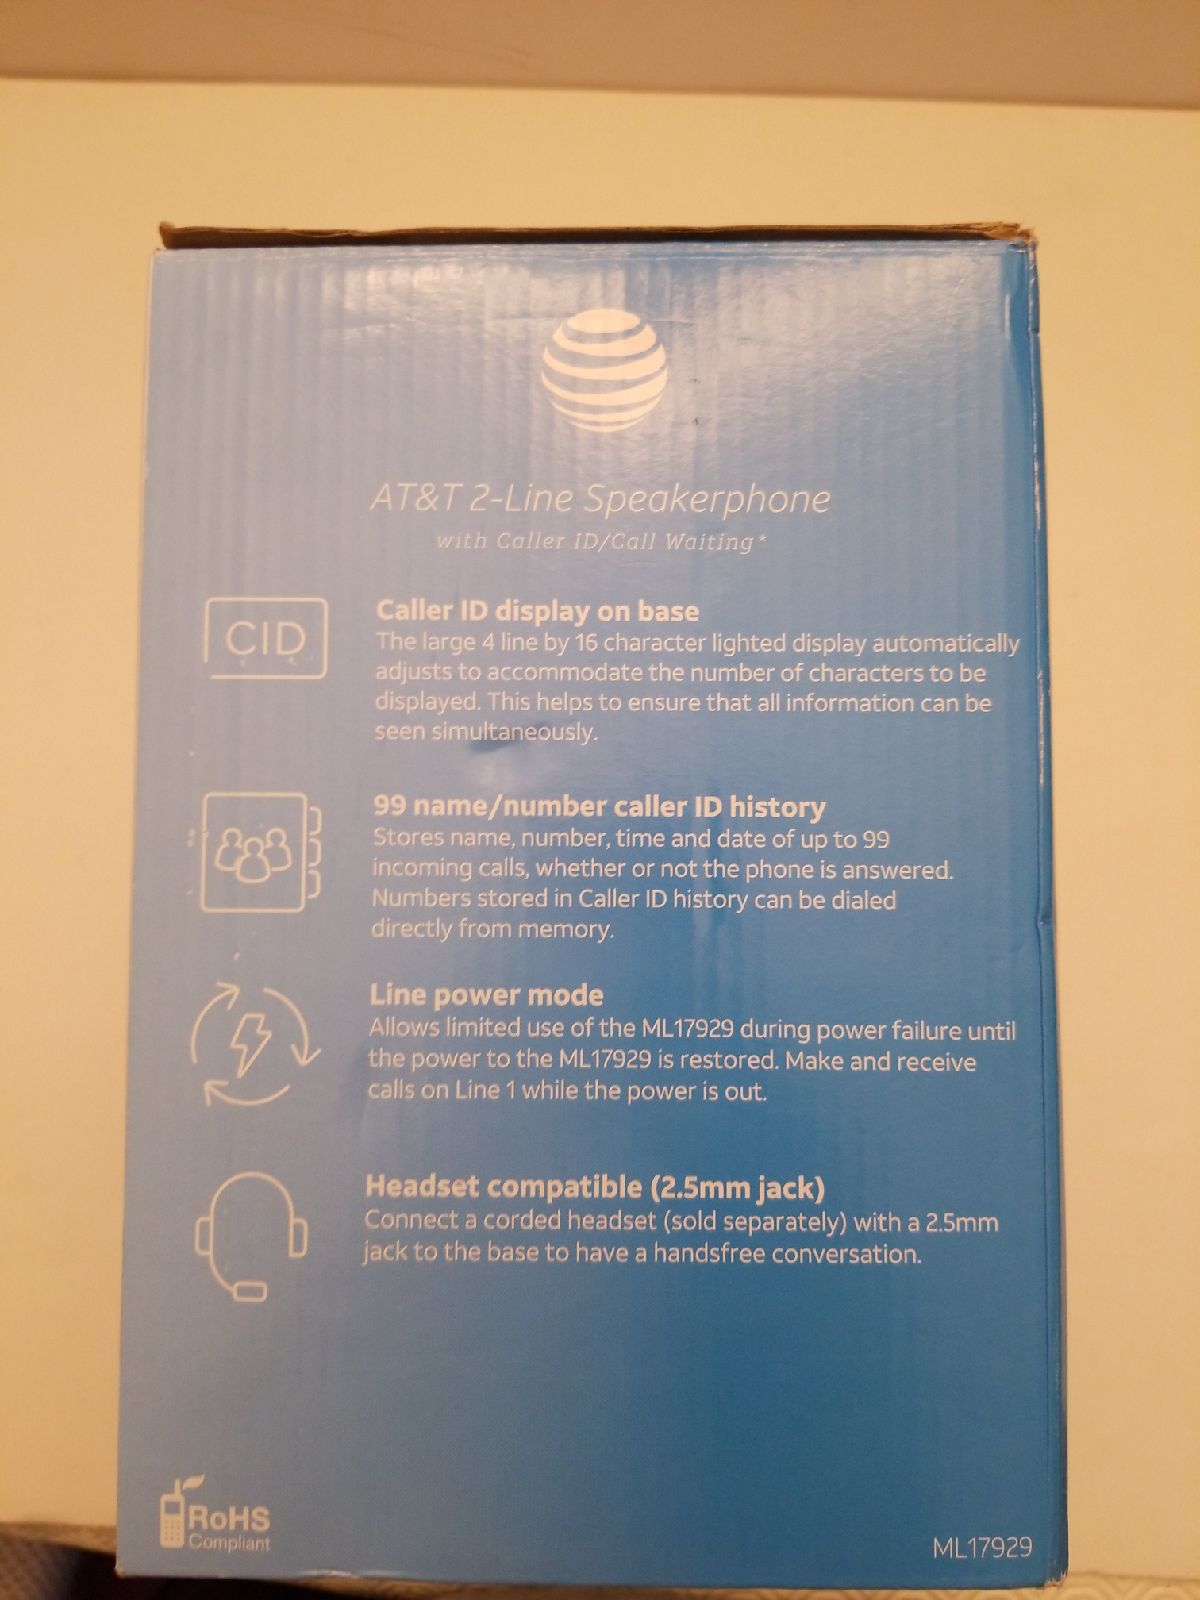 AT&T 2-Line Speakerphone
with Caller ID/Call Waiting*
CID
Caller ID display on base
The large 4 line by 16 character lighted display automatically
adjusts to accommodate the number of characters to be
displayed. This helps to ensure that all information can be
seen simultaneously.
99 name/number caller ID history
Stores name, number, time and date of up to 99
incoming calls, whether or not the phone is answered.
Numbers stored in Caller ID history can be dialed
directly from memory.
Line power mode
Allows limited use of the ML17929 during power failure until
the power to the ML17929 is restored. Make and receive
calls on Line 1 while the power is out.
Headset compatible (2.5mm jack)
Connect a corded headset (sold separately) with a 2.5mm
jack to the base to have a handsfree conversation.
RoHS
Compliant
ML17929